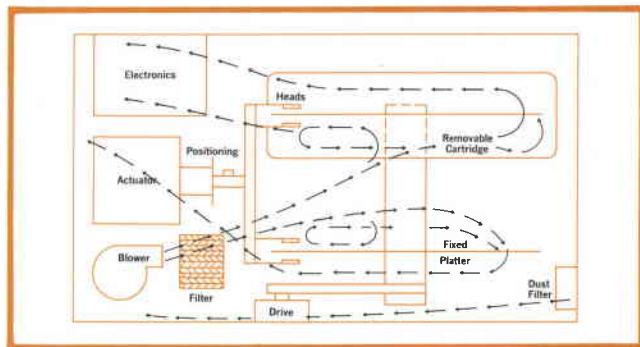 Electronics
Heads
Removable
Cartridge
Positioning
Actuator
Blower
Filter
Fixed
Platter
Drive
Dust
Filter